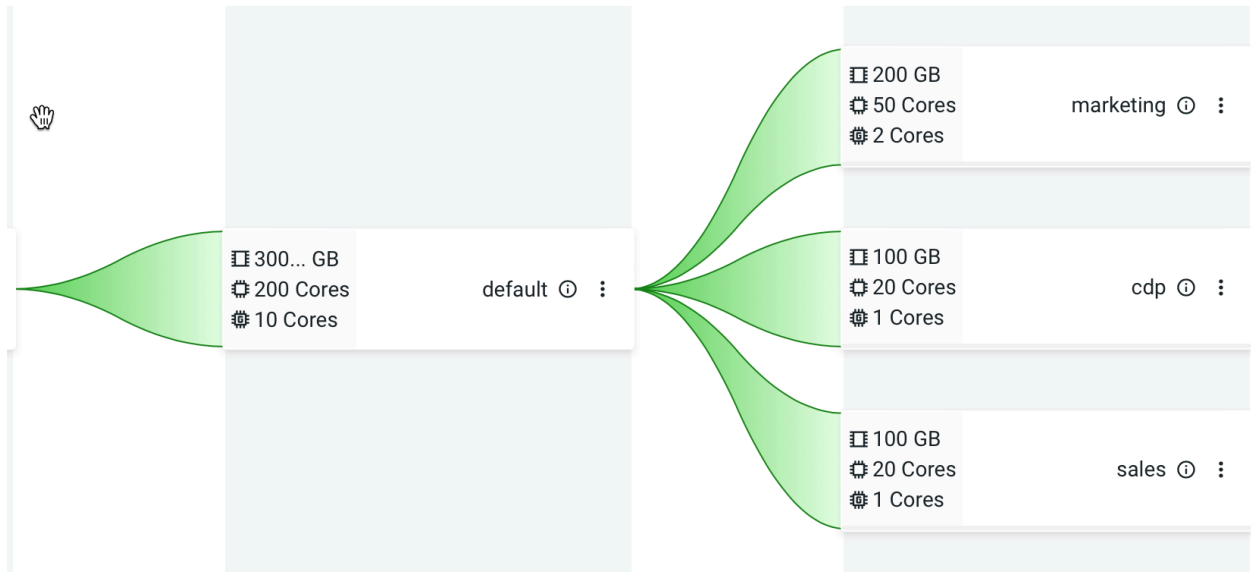 300... GB
200 Cores
10 Cores
default
200 GB
50 Cores
2 Cores
marketing
100 GB
20 Cores
1 Cores
cdp
100 GB
20 Cores
1 Cores
sales